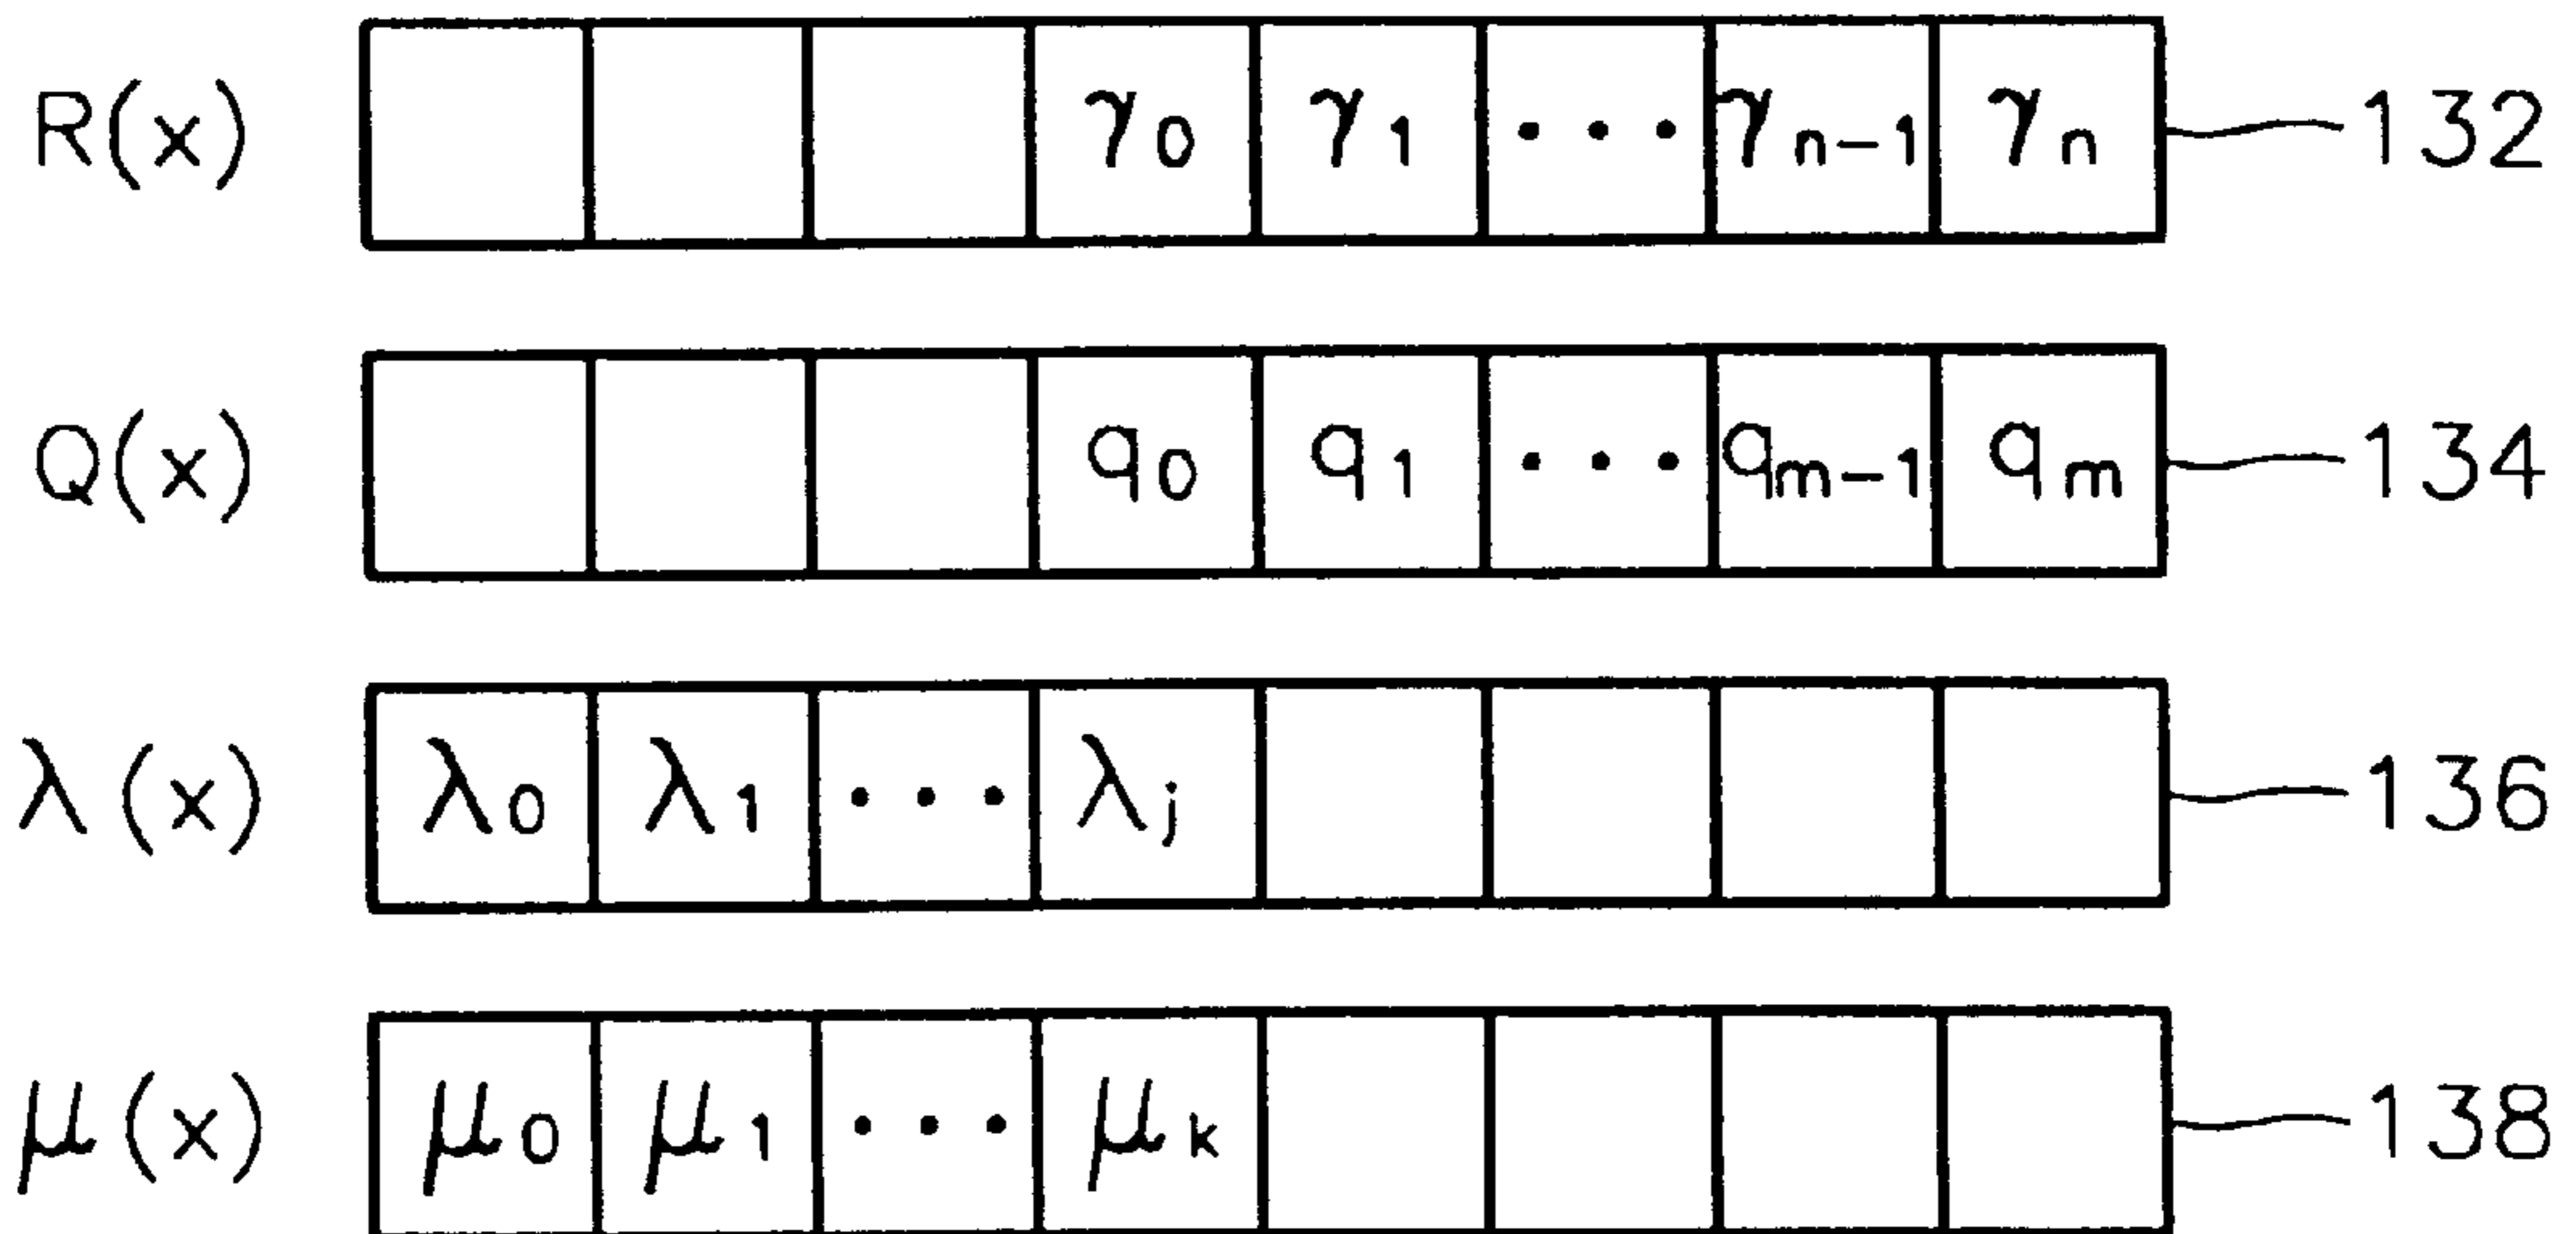 R(x) γ0 γ1 ... γn-1 γn 132
Q(x) q0 q1 ... qm-1 qm 134
λ(x) λ0 λ1 ... λj 136
μ(x) μ0 μ1 ... μk 138